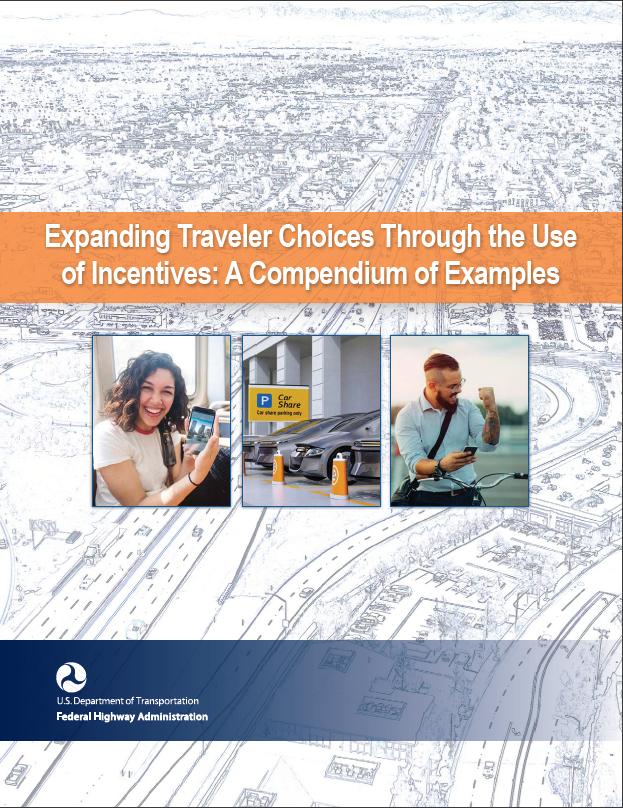 Expanding Traveler Choices Through the Use
of Incentives: A Compendium of Examples
P
Car
Share
Car share parking only
U.S. Department of Transportation
Federal Highway Administration